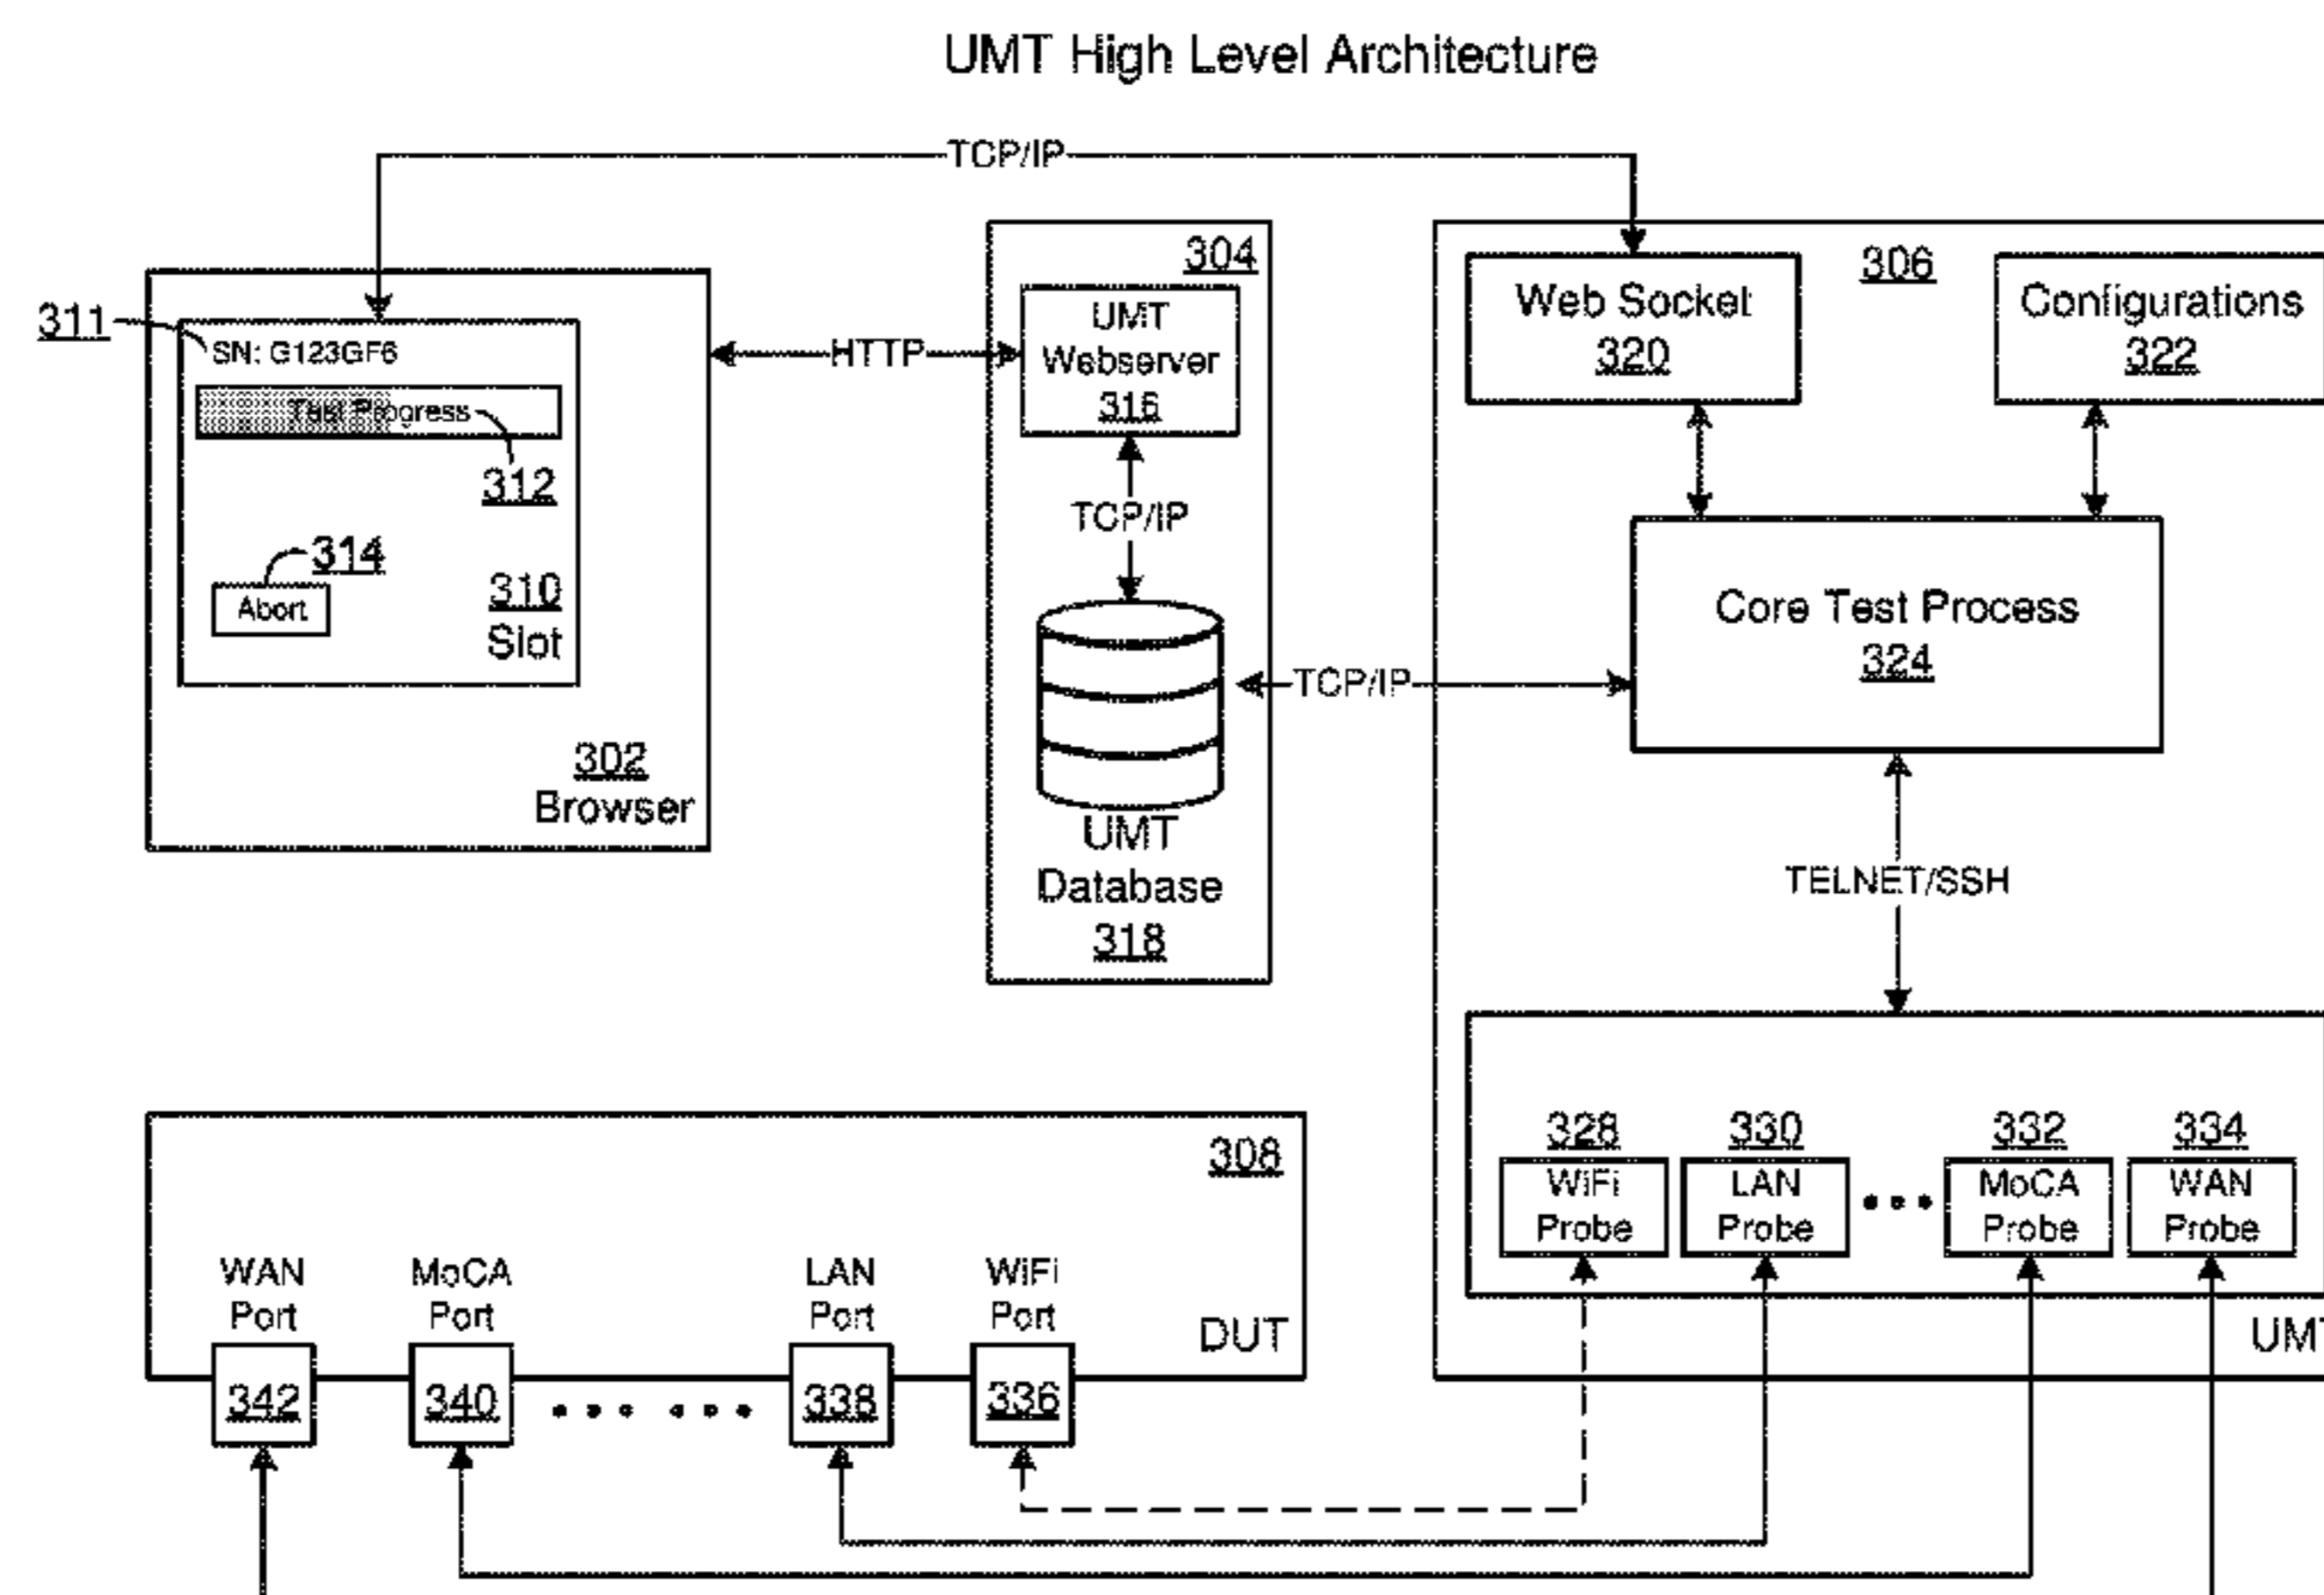 UMT High Level Architecture
TCP/IP
311
SN: G123GF6
Test Progress
312
314
Abort
310
Slot
302
Browser
HTTP
304
UMT
Webserver
316
TCP/IP
UMT
Database
318
TCP/IP
306
Web Socket
320
Configurations
322
Core Test Process
324
TELNET/SSH
328
WiFi
Probe
330
LAN
Probe
332
MoCA
Probe
334
WAN
Probe
UMT
308
DUT
WAN
Port
342
MoCA
Port
340
LAN
Port
338
WiFi
Port
336